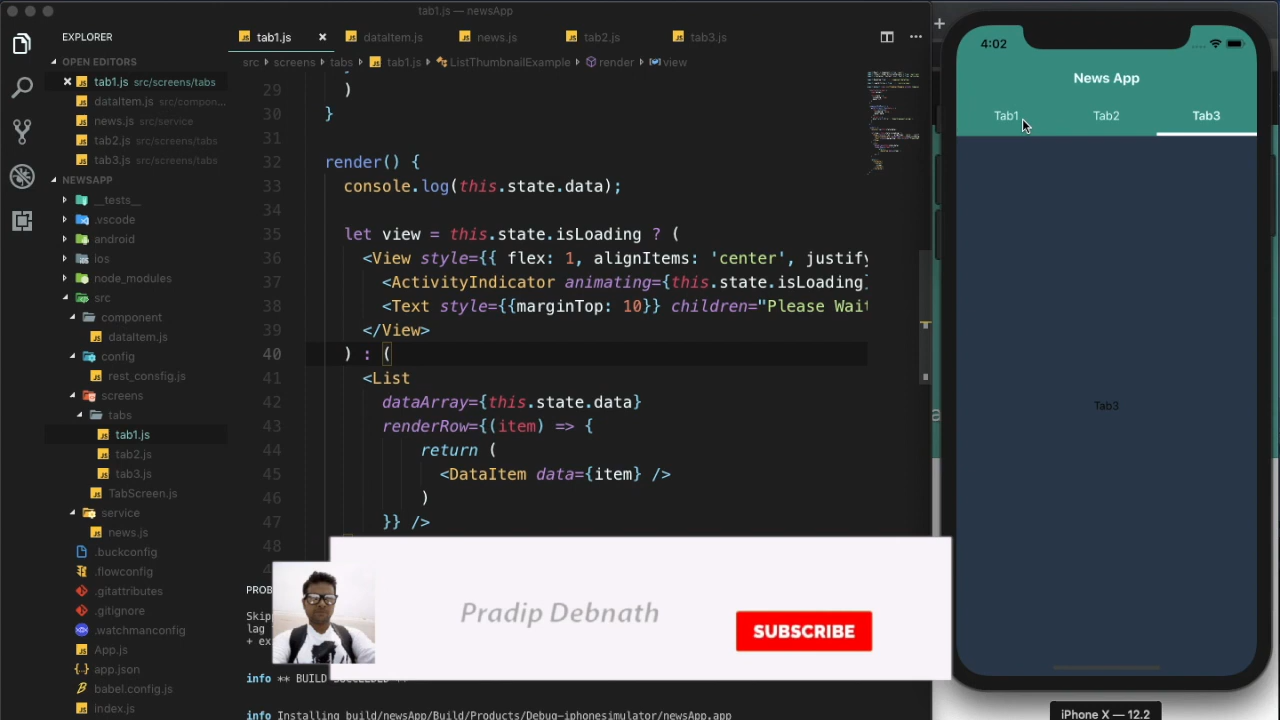 tab1.js — newsApp
EXPLORER
OPEN EDITORS
tab1.js src/screens/tabs
dataItem.js src/compon...
news.js src/service
tab2.js src/screens/tabs
tab3.js src/screens/tabs
NEWSAPP
__tests__
.vscode
android
ios
node_modules
src
component
dataItem.js
config
rest_consfig.js
screens
tabs
tab1.js
tab2.js
tab3.js
TabScreen.js
service
news.js
.buckconfig
.flowconfig
.gitattributes
.gitignore
.watchmanconfig
App.js
app.json
babel.config.js
index.js
tab1.js dataItem.js news.js tab2.js tab3.js
src screens tabs tab1.js ListThumbnailExample render view
29 )
30 }
31
32 render() {
33 console.log(this.state.data);
34
35 let view = this.state.isLoading ? (
36 <View style={{ flex: 1, alignItems: 'center', justify
37 <ActivityIndicator animating={this.state.isLoading}
38 <Text style={{marginTop: 10}} children="Please Wait
39 </View>
40 ) : (
41 <List
42 dataArray={this.state.data}
43 renderRow={(item) => {
44 return (
45 <DataItem data={item} />
46 )
47 }} />
48
PROB
Skip
lag
+ ex
info ** BUILD SUCCEEDED **
info Installing build/newsApp/Build/Products/Debug-iphonesimulator/newsApp.app
Pradip Debnath
SUBSCRIBE
4:02
News App
Tab1 Tab2 Tab3
Tab3
iPhone X — 12.2